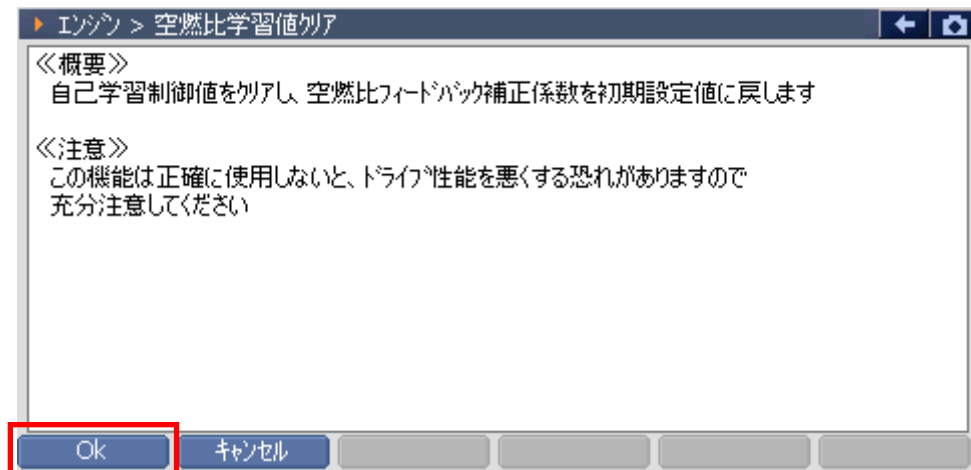 エンジン > 空燃比学習値クリア
≪概要≫
自己学習制御値をクリアし、空燃比フィードバック補正係数を初期設定値に戻します
≪注意≫
この機能は正確に使用しないと、ドライブ性能を悪くする恐れがありますので
充分注意してください
Ok
キャンセル